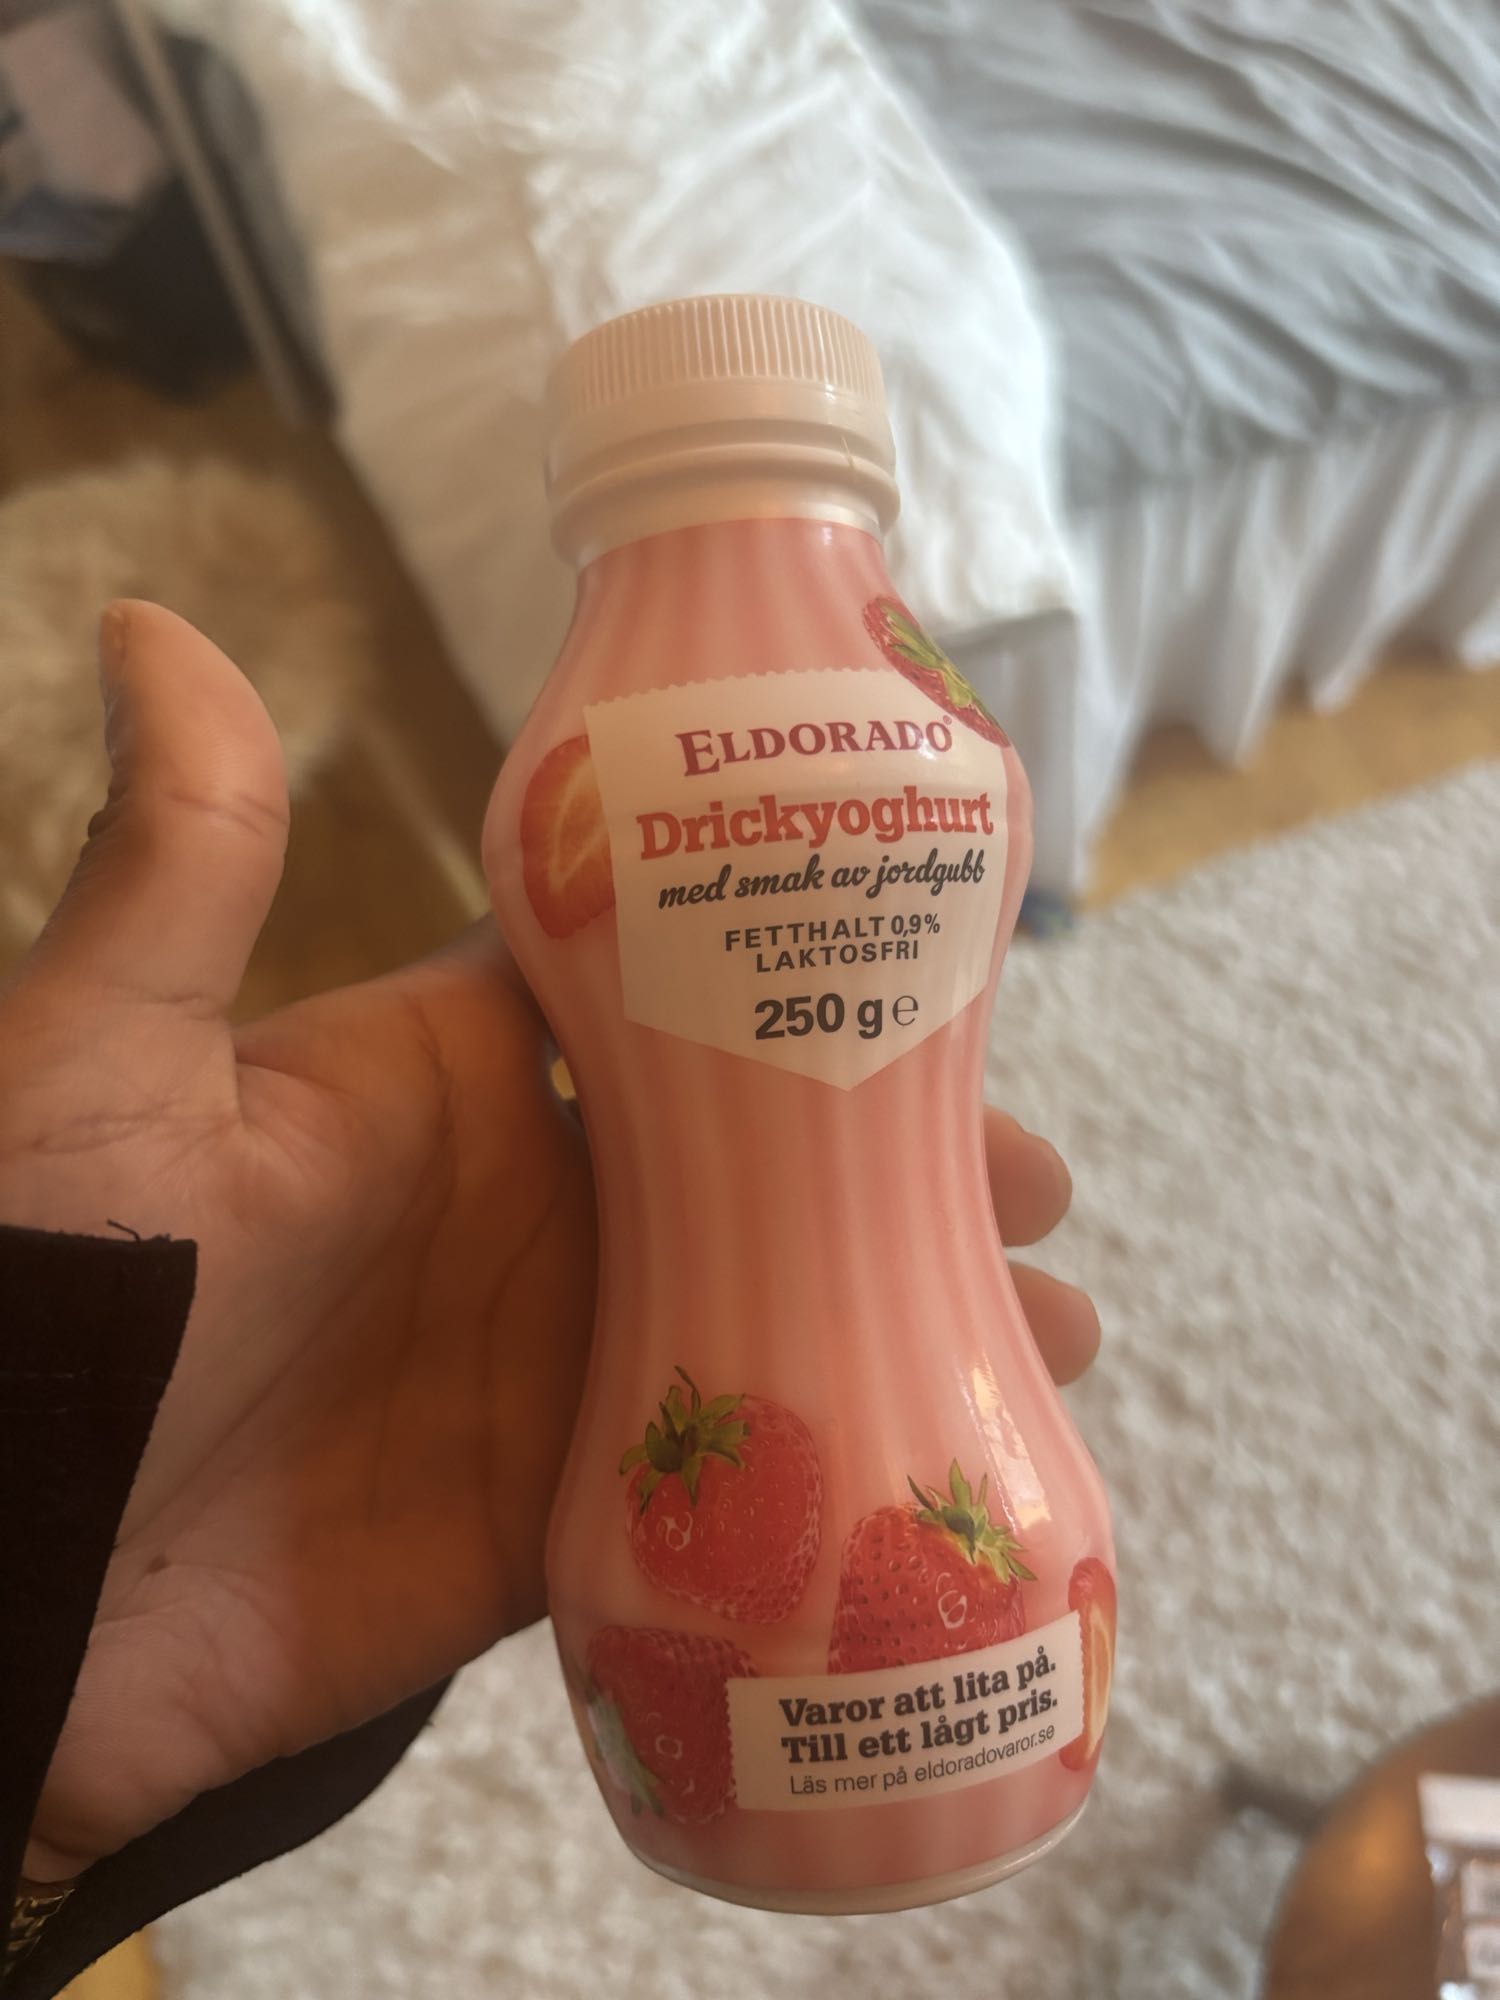 ELDORADO®
Drickyoghurt
med smak av jordgubb
FETTHALT 0,9%
LAKTOSFRI
250 g e
Varor att lita på.
Till ett lågt pris.
Läs mer på eldoradovaror.se